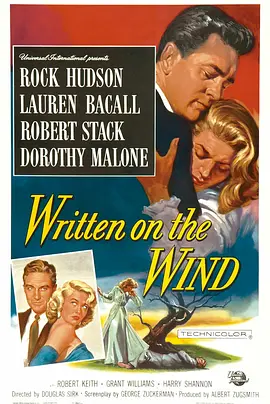 Universal International presents
ROCK HUDSON
LAUREN BACALL
ROBERT STACK
DOROTHY MALONE
Written on the
WIND
TECHNICOLOR
ROBERT KEITH • GRANT WILLIAMS • HARRY SHANNON
Directed by DOUGLAS SIRK • Screenplay by GEORGE ZUCKERMAN • Produced by ALBERT ZUGSMITH